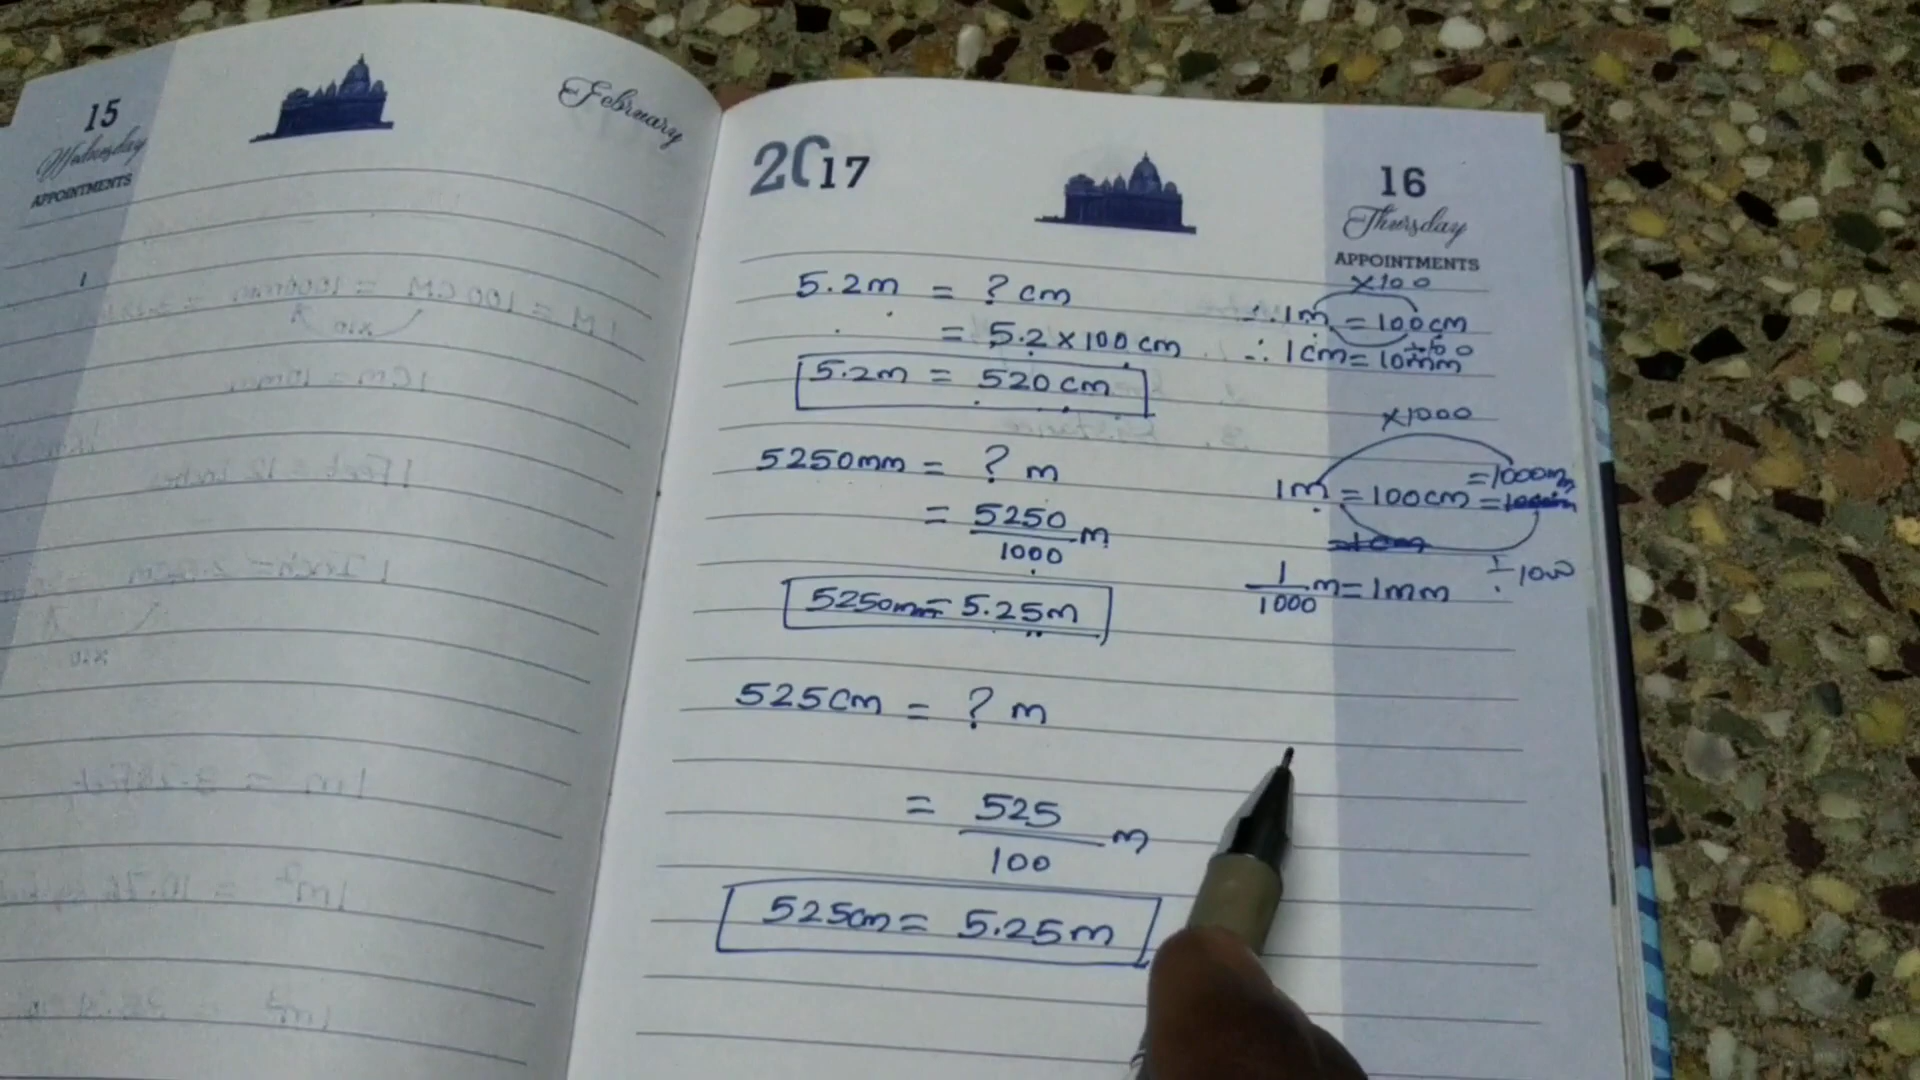 15
Wednesday
APPOINTMENTS
February
2017
16
Thursday
APPOINTMENTS
5.2m = ? cm
= 5.2 x 100 cm
5.2m = 520 cm
x100
∴ 1m = 100cm
÷100
∴ 1cm = 10mm
5250mm = ? m
= 5250/1000 m
5250mm = 5.25m
x1000
1m = 100cm = 1000mm
÷1000
1/1000 m = 1mm
525cm = ? m
= 525/100 m
525cm = 5.25m